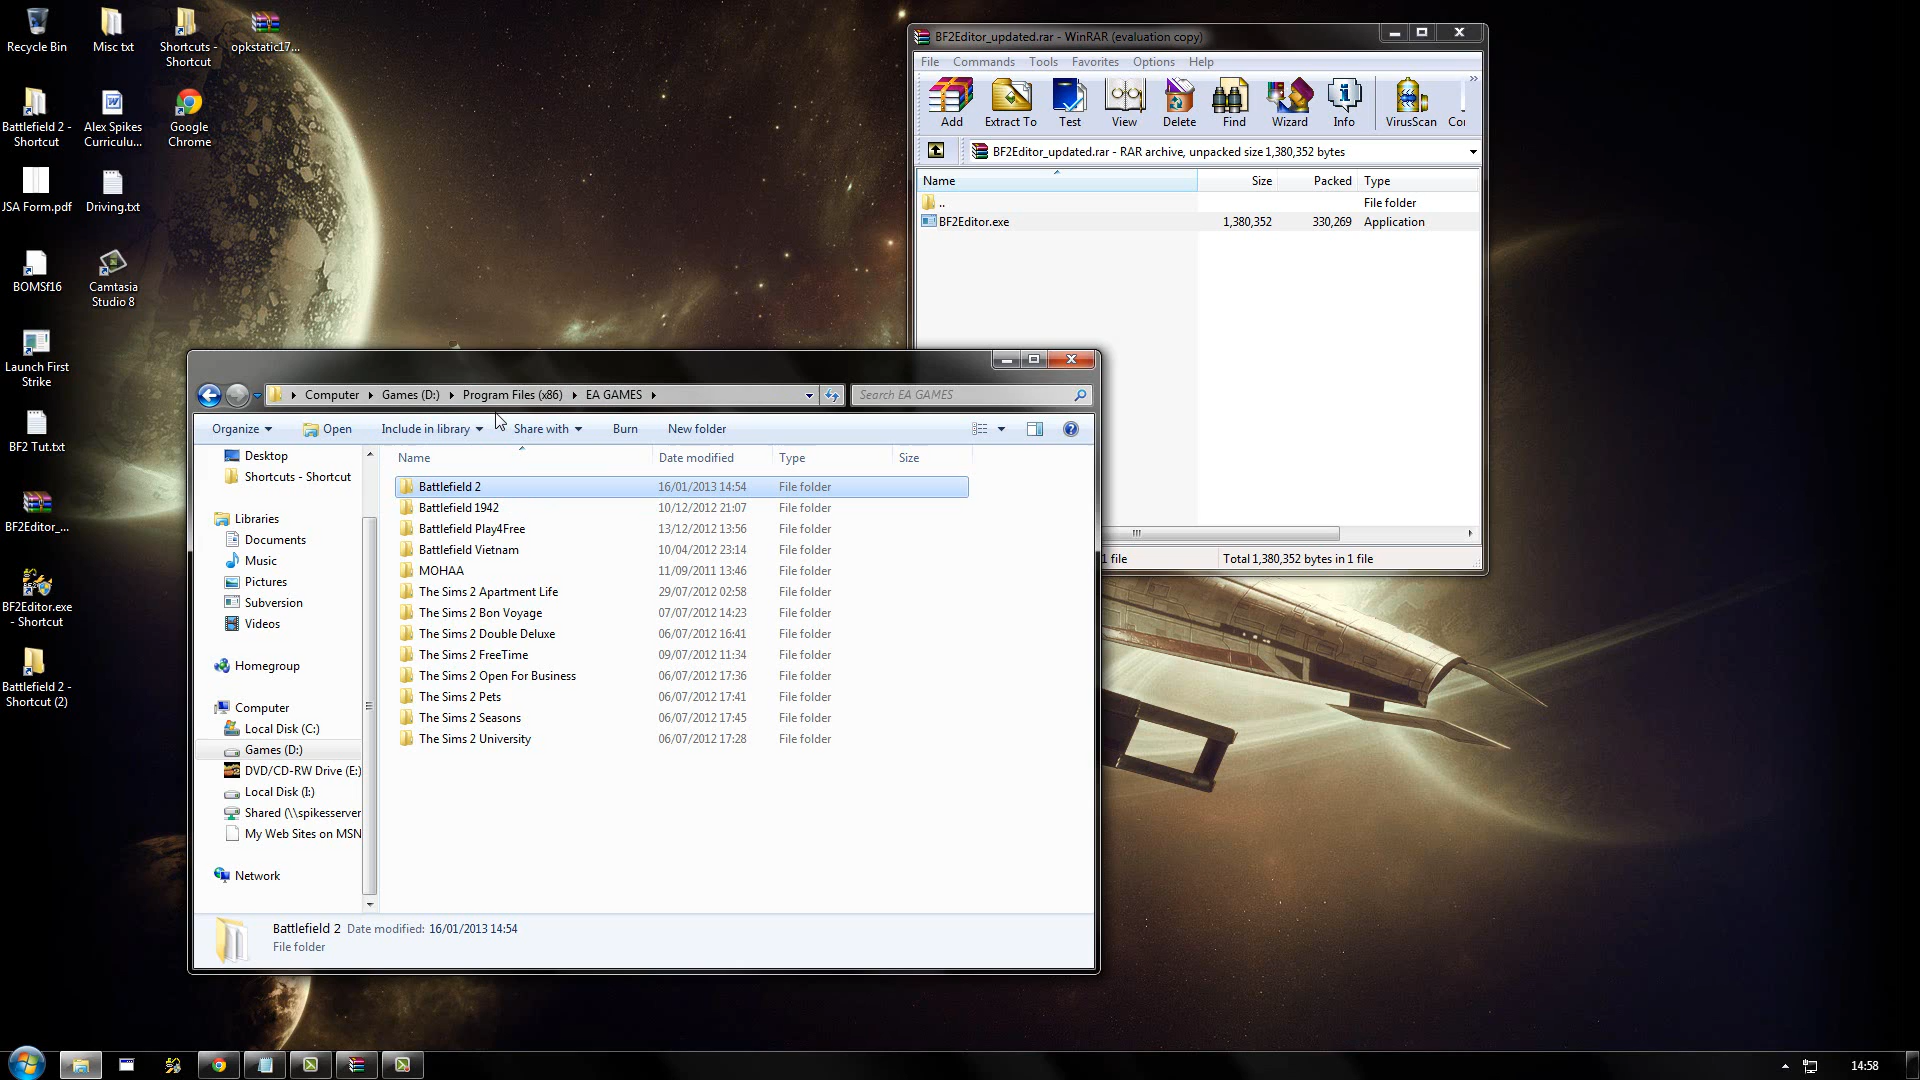 Recycle Bin
Misc txt
Shortcuts -
Shortcut
opkstatic17...
Battlefield 2 -
Shortcut
Alex Spikes
Curriculu...
Google
Chrome
JSA Form.pdf
Driving.txt
BOMSf16
Camtasia
Studio 8
Launch First
Strike
BF2 Tut.txt
BF2Editor_...
BF2Editor.exe
- Shortcut
Battlefield 2 -
Shortcut (2)
BF2Editor_updated.rar - WinRAR (evaluation copy)
File Commands Tools Favorites Options Help
Add Extract To Test View Delete Find Wizard Info VirusScan Co
BF2Editor_updated.rar - RAR archive, unpacked size 1,380,352 bytes
Name Size Packed Type
.. File folder
BF2Editor.exe 1,380,352 330,269 Application
1 file Total 1,380,352 bytes in 1 file
Computer Games (D:) Program Files (x86) EA GAMES
Search EA GAMES
Organize Open Include in library Share with Burn New folder
Desktop
Shortcuts - Shortcut
Libraries
Documents
Music
Pictures
Subversion
Videos
Homegroup
Computer
Local Disk (C:)
Games (D:)
DVD/CD-RW Drive (E:)
Local Disk (I:)
Shared (\\spikesserver
My Web Sites on MSN
Network
Name Date modified Type Size
Battlefield 2 16/01/2013 14:54 File folder
Battlefield 1942 10/12/2012 21:07 File folder
Battlefield Play4Free 13/12/2012 13:56 File folder
Battlefield Vietnam 10/04/2012 23:14 File folder
MOHAA 11/09/2011 13:46 File folder
The Sims 2 Apartment Life 29/07/2012 02:58 File folder
The Sims 2 Bon Voyage 07/07/2012 14:23 File folder
The Sims 2 Double Deluxe 06/07/2012 16:41 File folder
The Sims 2 FreeTime 09/07/2012 11:34 File folder
The Sims 2 Open For Business 06/07/2012 17:36 File folder
The Sims 2 Pets 06/07/2012 17:41 File folder
The Sims 2 Seasons 06/07/2012 17:45 File folder
The Sims 2 University 06/07/2012 17:28 File folder
Battlefield 2 Date modified: 16/01/2013 14:54
File folder
14:58